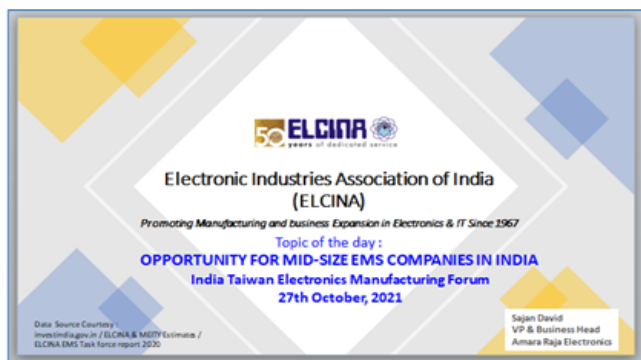 50 ELCINA
years of dedicated service
Electronic Industries Association of India
(ELCINA)
Promoting Manufacturing and business Expansion in Electronics & IT Since 1967
Topic of the day :
OPPORTUNITY FOR MID-SIZE EMS COMPANIES IN INDIA
India Taiwan Electronics Manufacturing Forum
27th October, 2021
Data Source Courtesy :
investindia.gov.in / ELCINA & MEITY Estimates /
ELCINA EMS Task force report 2020
Sajan David
VP & Business Head
Amara Raja Electronics